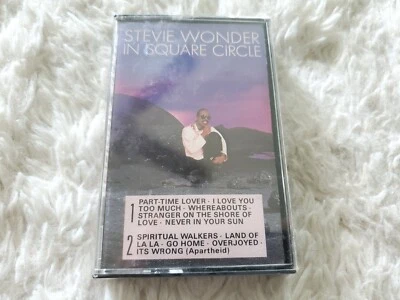 STEVIE WONDER
IN SQUARE CIRCLE
1 PART-TIME LOVER · I LOVE YOU
TOO MUCH · WHEREABOUTS ·
STRANGER ON THE SHORE OF
LOVE · NEVER IN YOUR SUN
2 SPIRITUAL WALKERS · LAND OF
LA LA · GO HOME · OVERJOYED ·
ITS WRONG (Apartheid)